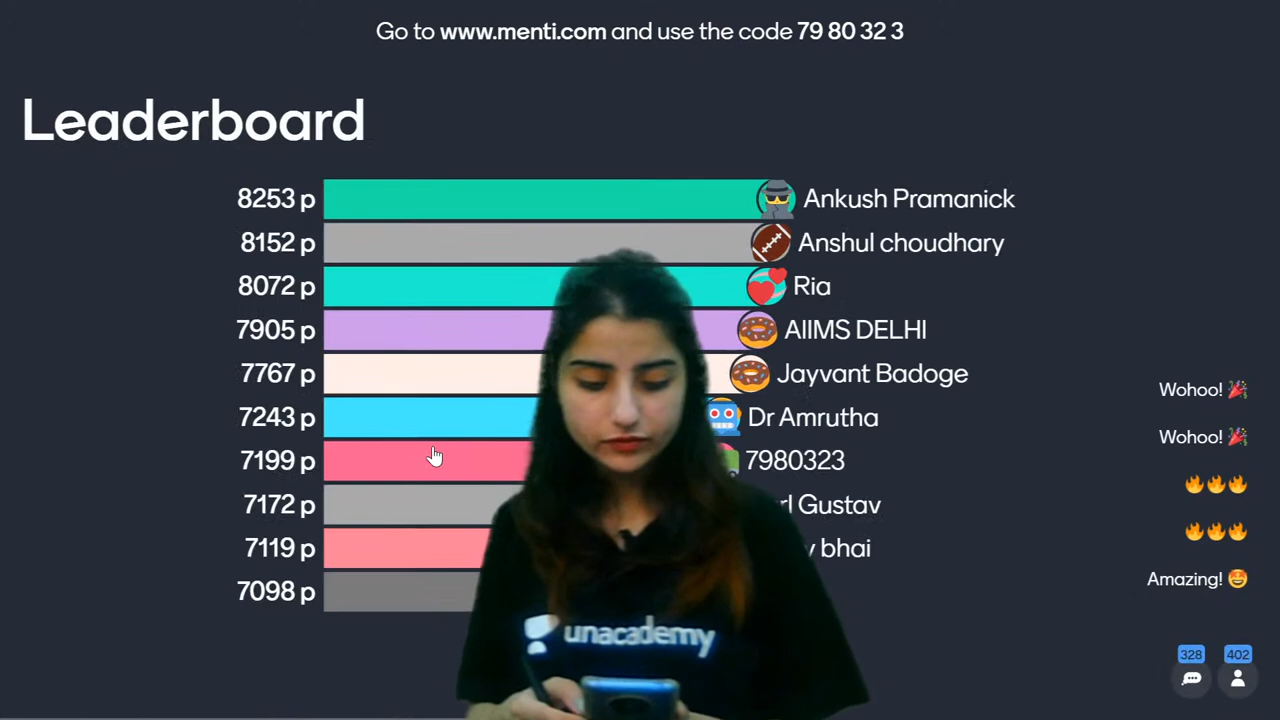 Go to www.menti.com and use the code 79 80 32 3
Leaderboard
8253 p Ankush Pramanick
8152 p Anshul choudhary
8072 p Ria
7905 p AIIMS DELHI
7767 p Jayvant Badoge
7243 p Dr Amrutha
7199 p 7980323
7172 p Gustav
7119 p bhai
7098 p
Wohoo! 🎉
Wohoo! 🎉
🔥🔥🔥
🔥🔥🔥
Amazing! 🤩
328 402
unacademy